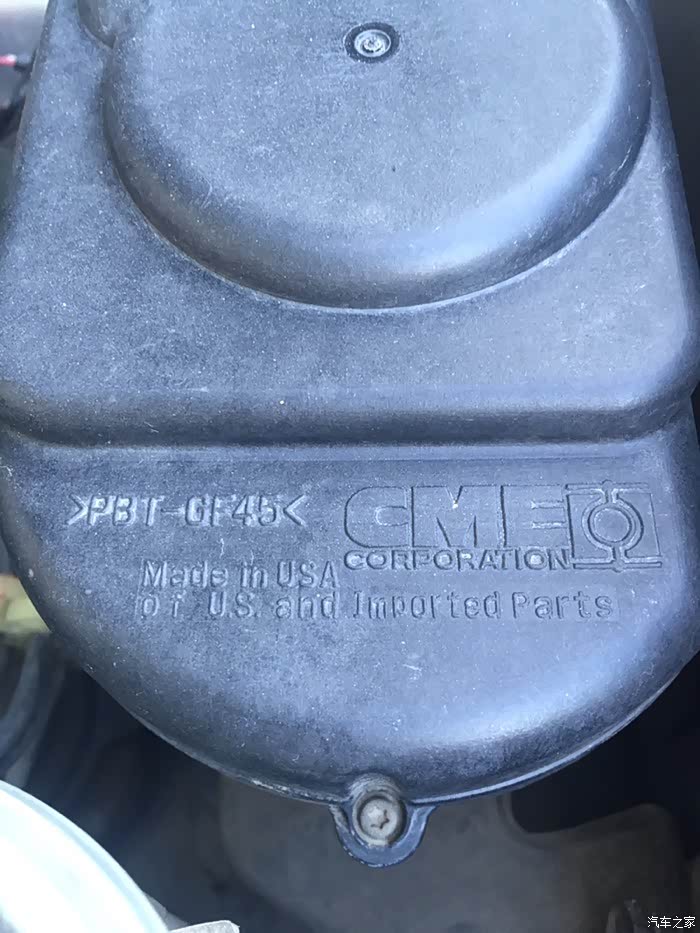 >PBT-GF45<
CME
CORPORATION
Made in USA
of U.S. and Imported Parts
汽车之家